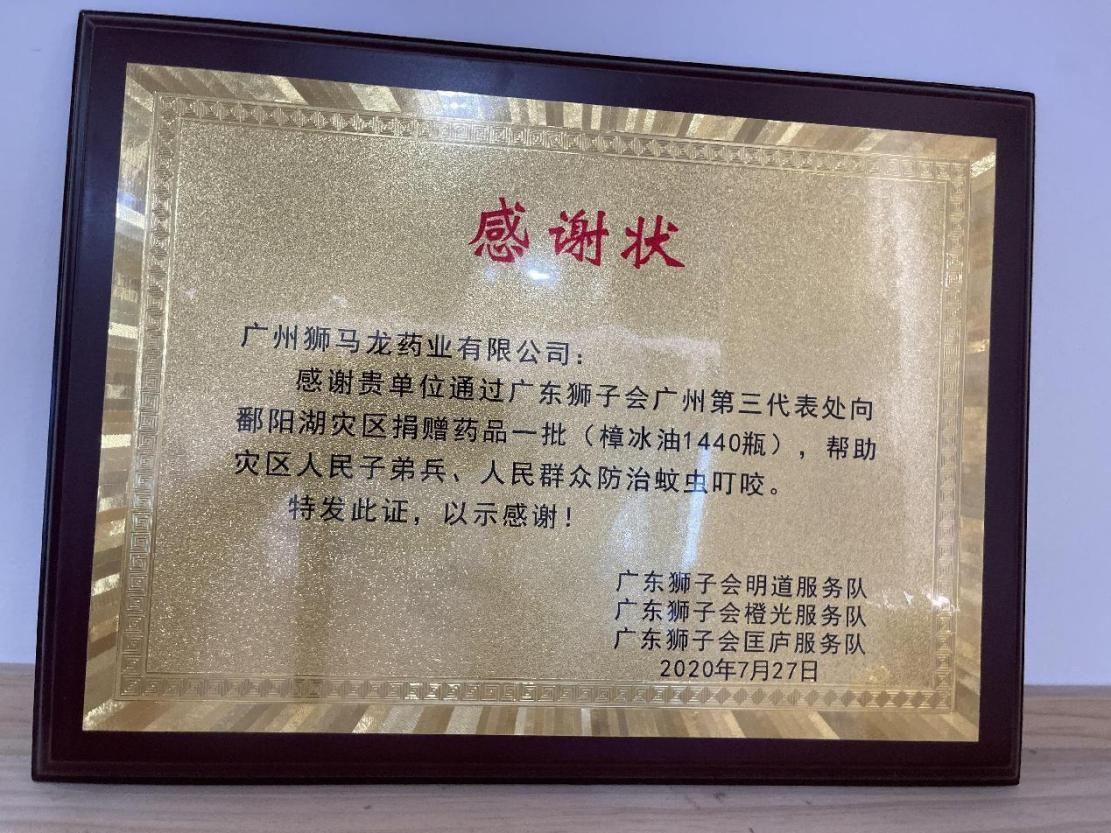 感谢状
广州狮马龙药业有限公司：
感谢贵单位通过广东狮子会广州第三代表处向
鄱阳湖灾区捐赠药品一批（樟冰油1440瓶），帮助
灾区人民子弟兵、人民群众防治蚊虫叮咬。
特发此证，以示感谢！
广东狮子会明道服务队
广东狮子会橙光服务队
广东狮子会匡庐服务队
2020年7月27日